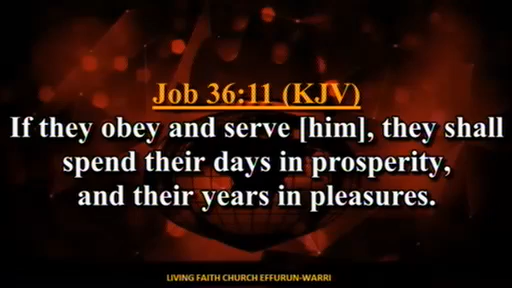 Job 36:11 (KJV)
If they obey and serve [him], they shall
spend their days in prosperity,
and their years in pleasures.
LIVING FAITH CHURCH EFFURUN-WARRI